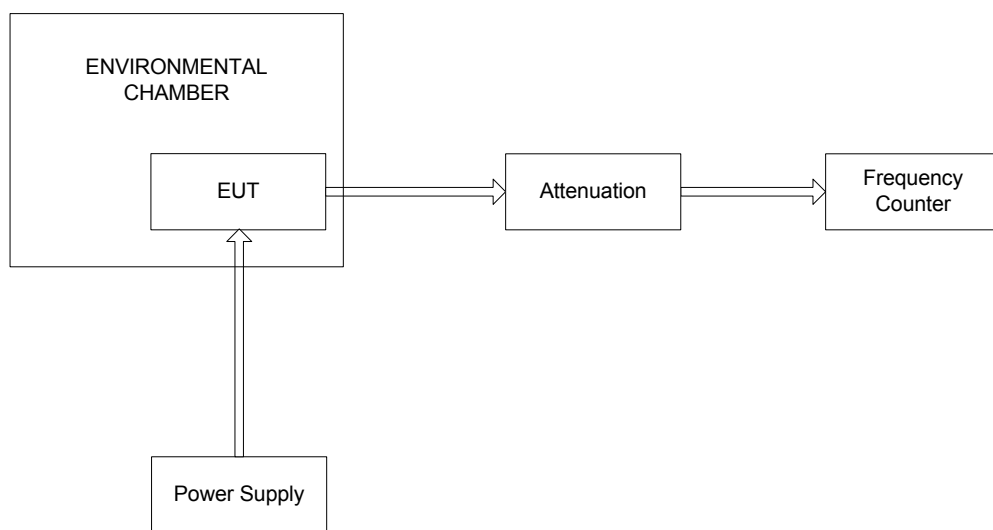 ENVIRONMENTAL
CHAMBER
EUT
Attenuation
Frequency
Counter
Power Supply